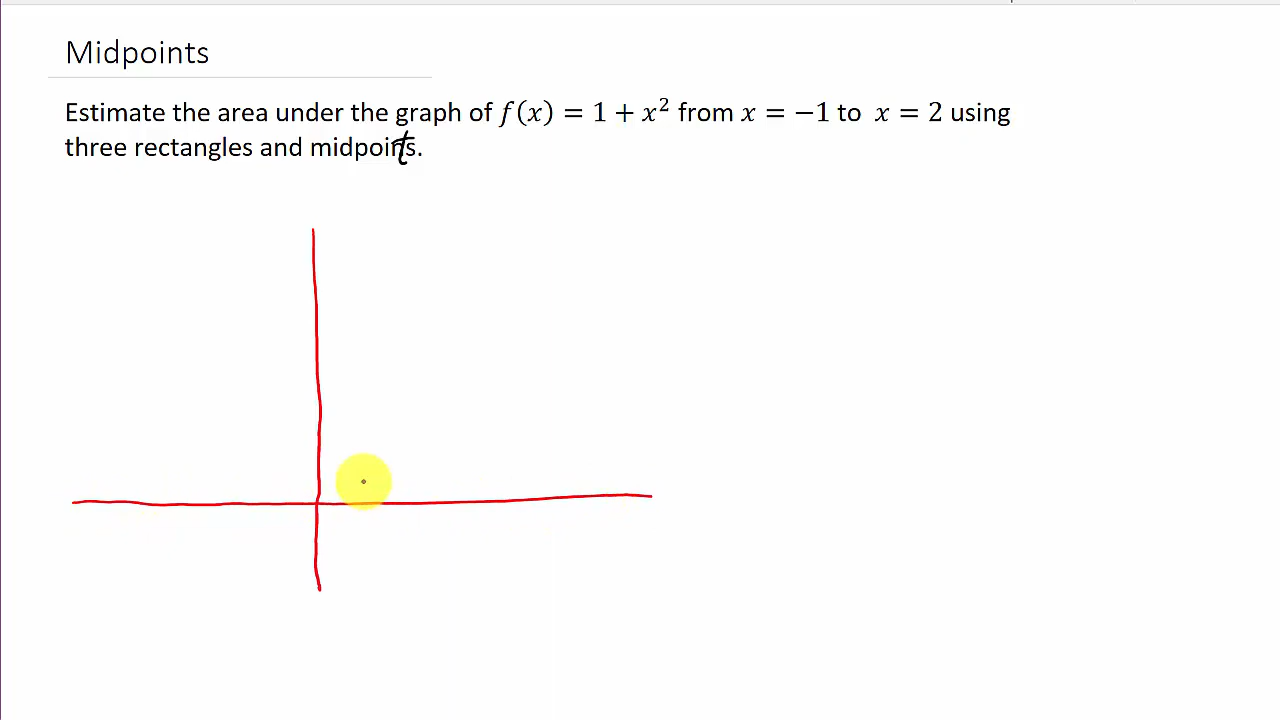 Midpoints
Estimate the area under the graph of f(x) = 1 + x² from x = −1 to x = 2 using
three rectangles and midpoints.